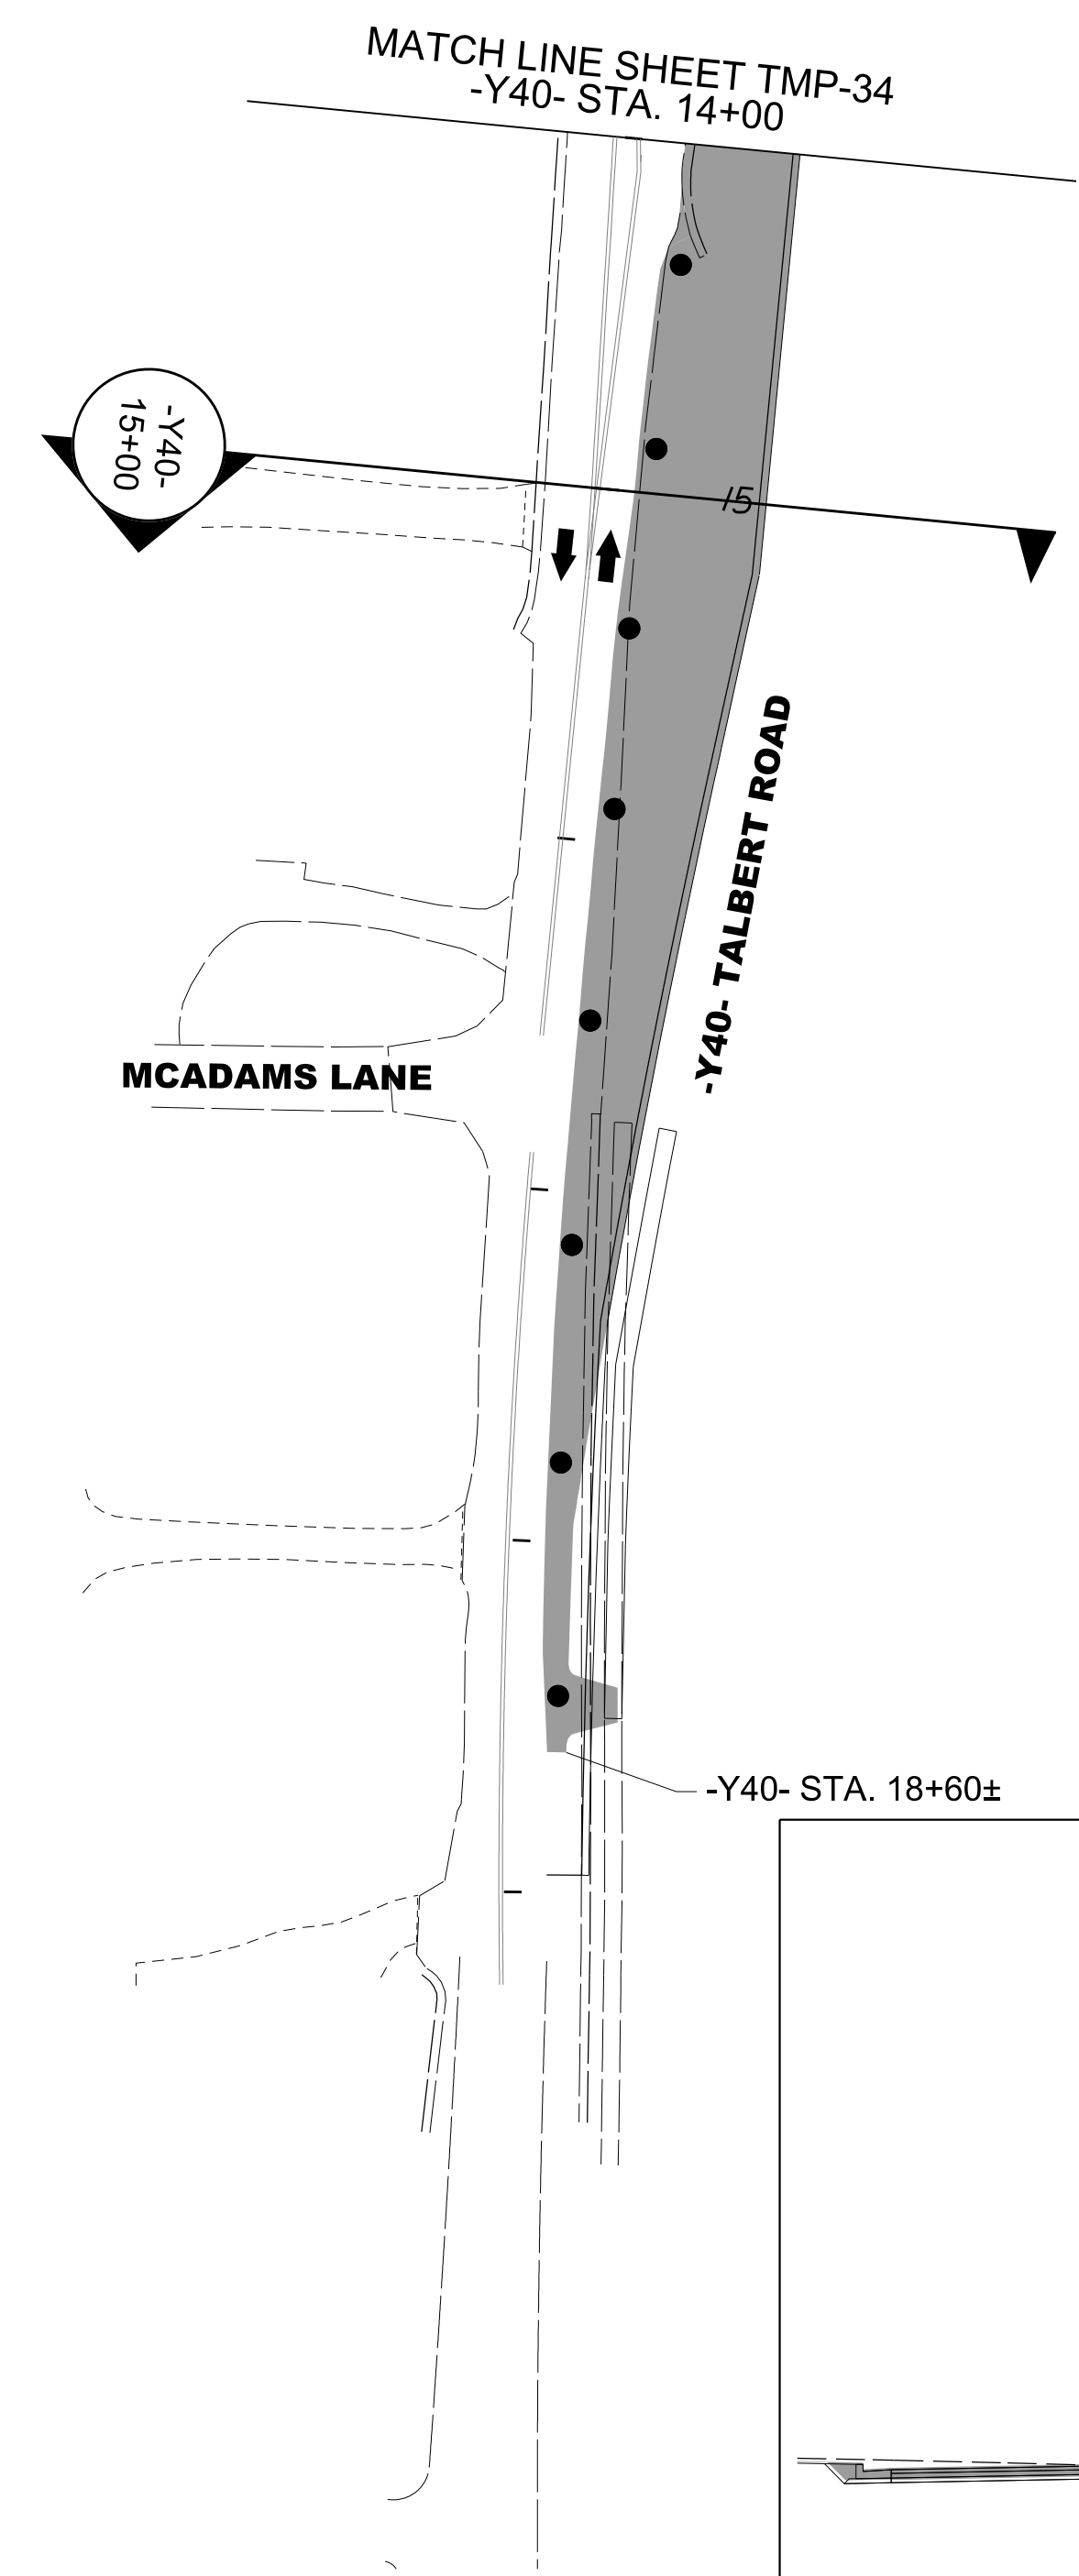 MATCH LINE SHEET TMP-34
-Y40- STA. 14+00
-Y40-
15+00
15
-Y40- TALBERT ROAD
MCADAMS LANE
-Y40- STA. 18+60±